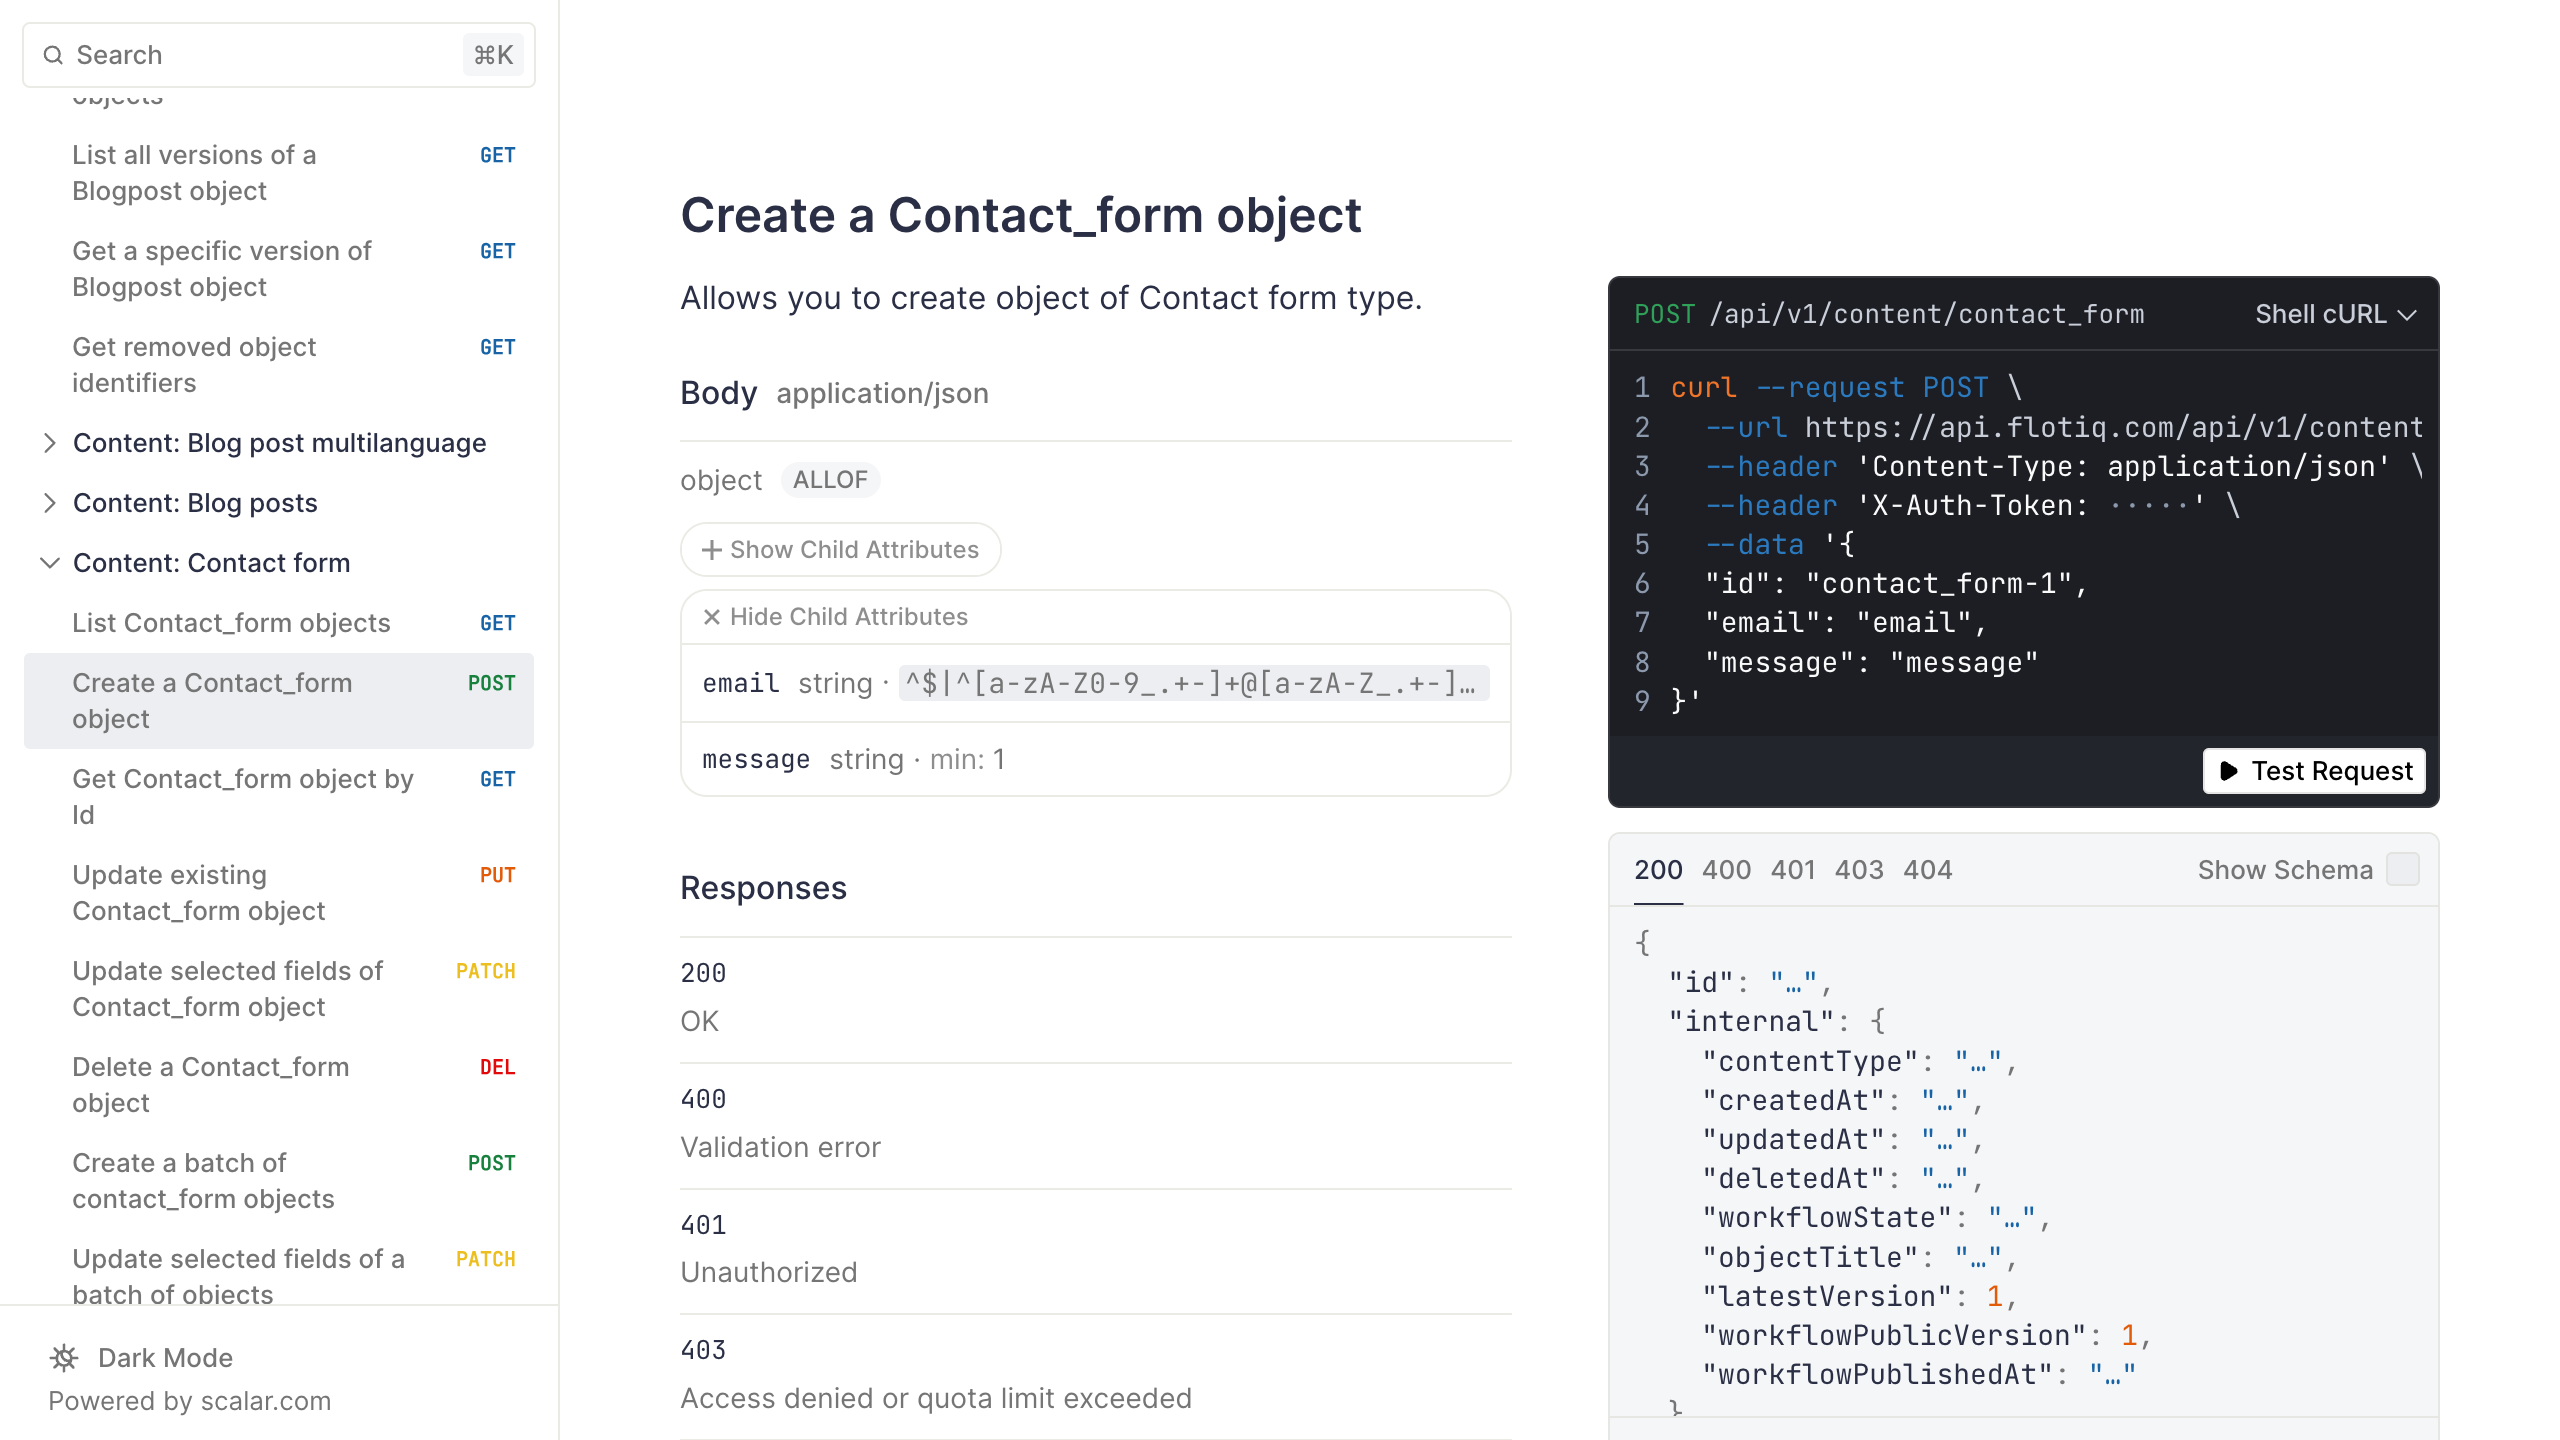 Search ⌘K
objects
List all versions of a GET
Blogpost object
Get a specific version of GET
Blogpost object
Get removed object GET
identifiers
Content: Blog post multilanguage
Content: Blog posts
Content: Contact form
List Contact_form objects GET
Create a Contact_form POST
object
Get Contact_form object by GET
Id
Update existing PUT
Contact_form object
Update selected fields of PATCH
Contact_form object
Delete a Contact_form DEL
object
Create a batch of POST
contact_form objects
Update selected fields of a PATCH
batch of objects
Dark Mode
Powered by scalar.com
Create a Contact_form object
Allows you to create object of Contact form type.
Body application/json
object ALLOF
Show Child Attributes
Hide Child Attributes
email string · ^$|^[a-zA-Z0-9_.+-]+@[a-zA-Z_.+-]…
message string · min: 1
Responses
200
OK
400
Validation error
401
Unauthorized
403
Access denied or quota limit exceeded
POST /api/v1/content/contact_form Shell cURL
1 curl --request POST \
2 --url https://api.flotiq.com/api/v1/content
3 --header 'Content-Type: application/json' \
4 --header 'X-Auth-Token: ·····' \
5 --data '{
6 "id": "contact_form-1",
7 "email": "email",
8 "message": "message"
9 }'
Test Request
200 400 401 403 404 Show Schema
{
"id": "…",
"internal": {
"contentType": "…",
"createdAt": "…",
"updatedAt": "…",
"deletedAt": "…",
"workflowState": "…",
"objectTitle": "…",
"latestVersion": 1,
"workflowPublicVersion": 1,
"workflowPublishedAt": "…"
}